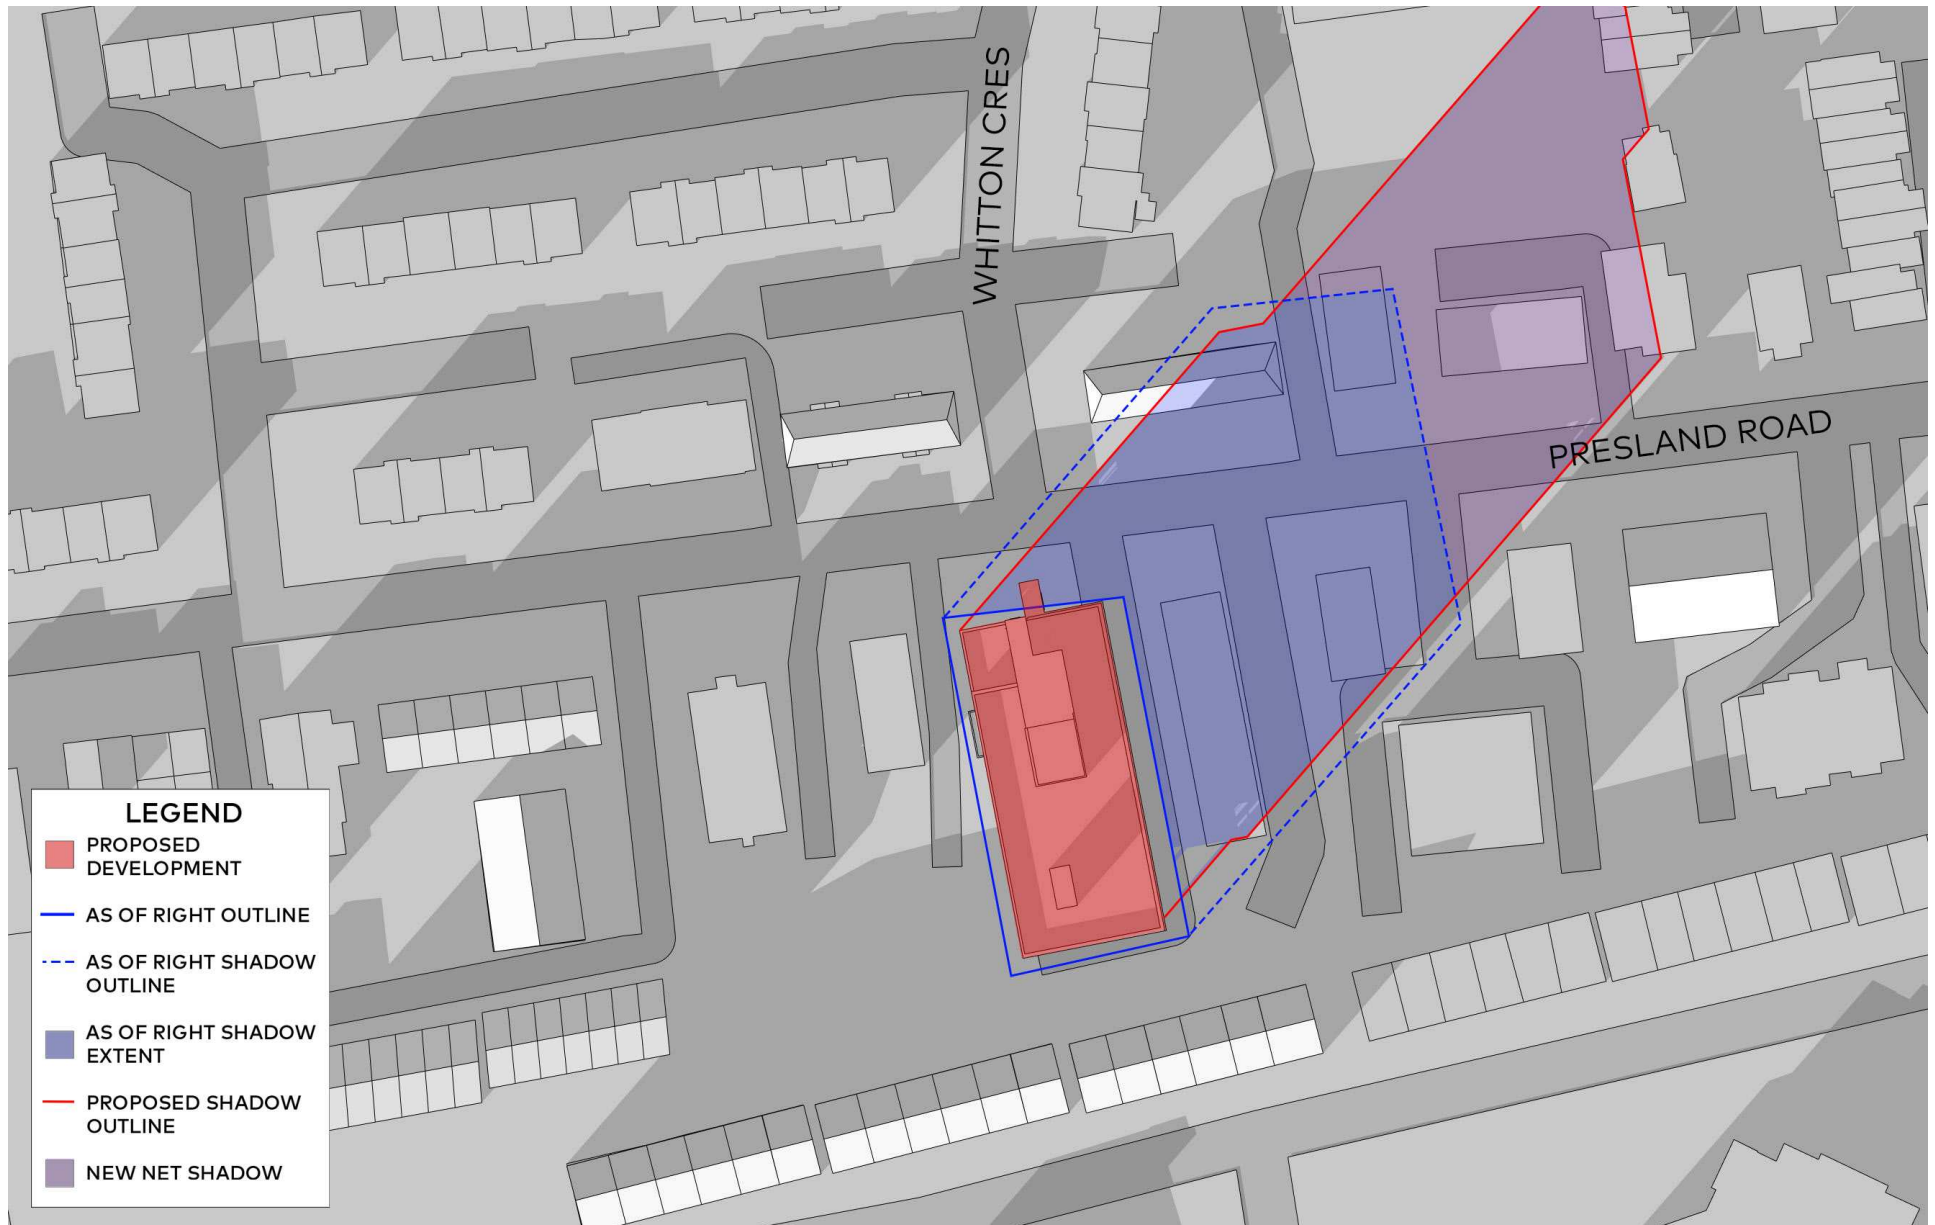 WHITTON CRES
PRESLAND ROAD
LEGEND
PROPOSED
DEVELOPMENT
AS OF RIGHT OUTLINE
AS OF RIGHT SHADOW
OUTLINE
AS OF RIGHT SHADOW
EXTENT
PROPOSED SHADOW
OUTLINE
NEW NET SHADOW